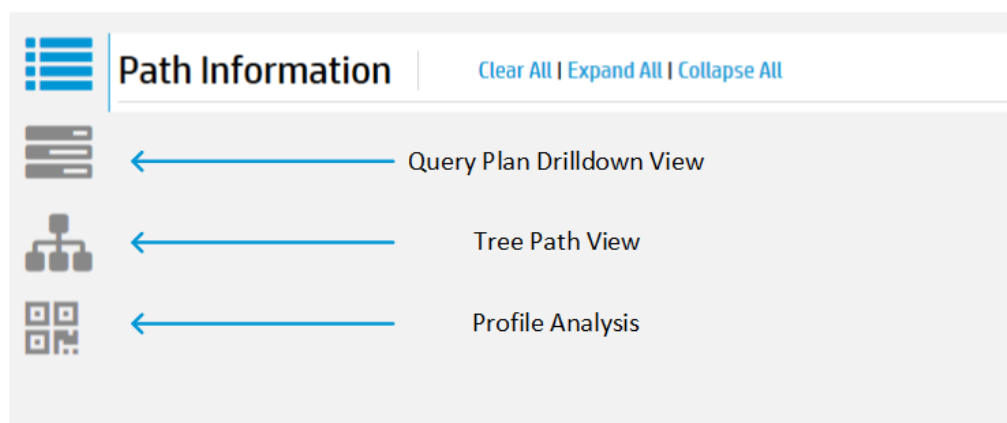 Path Information
Clear All | Expand All | Collapse All
Query Plan Drilldown View
Tree Path View
Profile Analysis